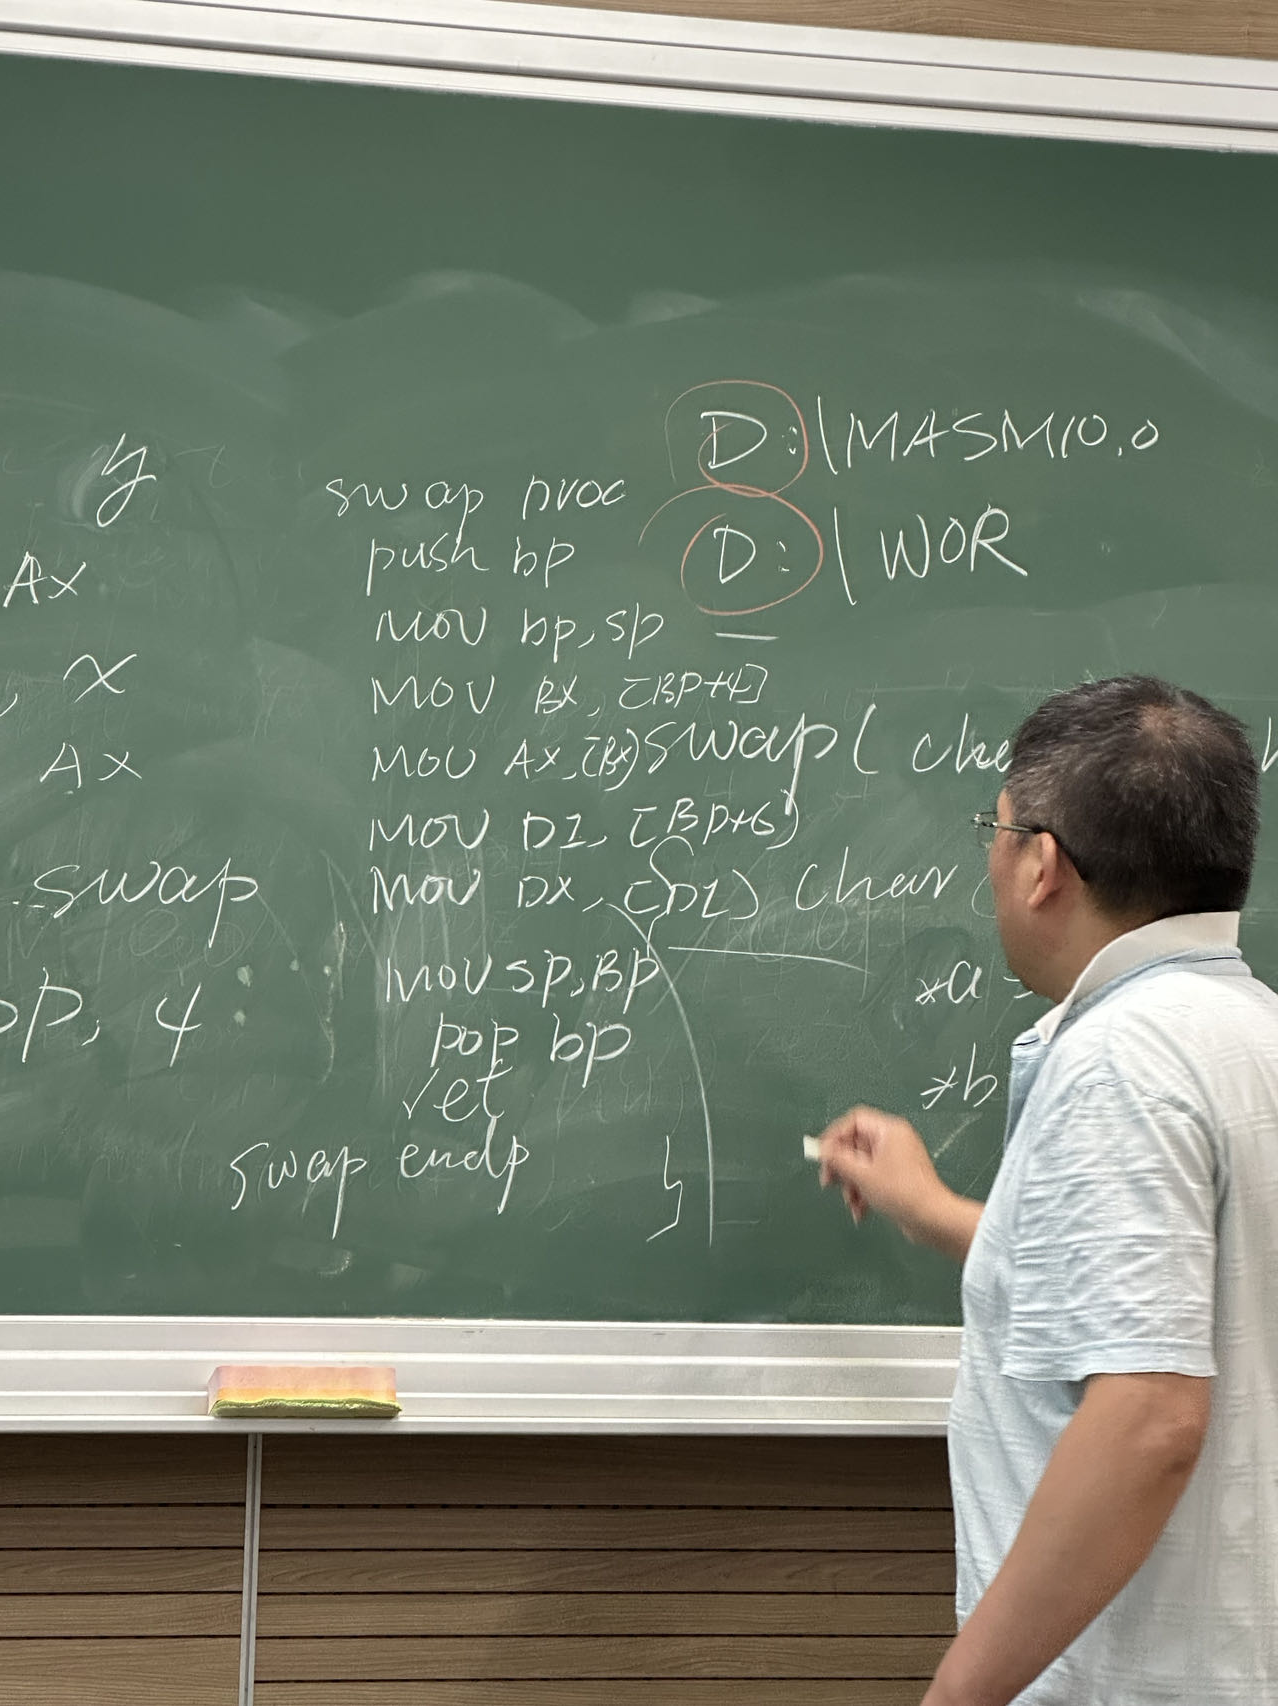 y
Ax
, x
Ax
swap
, 4
swap proc
push bp
MOV bp, sp
MOV BX, [BP+4]
MOV AX, [BX]
MOV DI, [BP+6]
MOV DX, [DI]
MOV SP, BP
pop bp
ret
swap endp
D:\MASM10.0
D:\WOR
swap(
{ char
*a =
*b
}